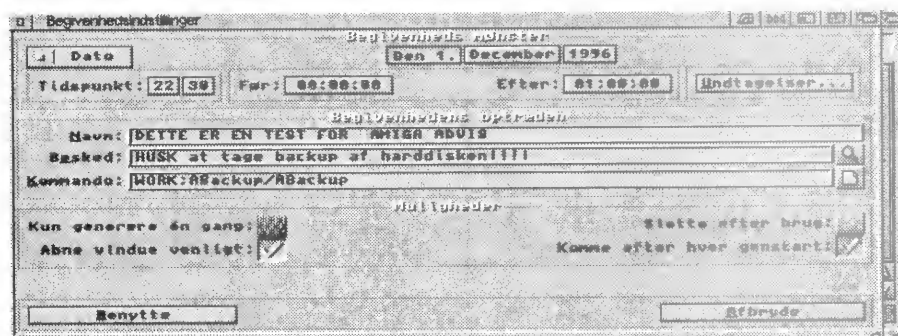 Begivenhedsindstillinger
Begivenheds Mønster
Dato Den 1. December 1996
Tidspunkt: 22 30 Før: 00:00:00 Efter: 01:00:00 Undtagelser...
Begivenhedens Optræden
Navn: DETTE ER EN TEST FOR AMIGA ADVIS
Besked: HUSK at tage backup af harddisken!!!!
Kommando: WORK:ABackup/ABackup
Muligheder
Kun generere én gang: Slette efter brug:
Åbne vindue venligt: Komme efter hver genstart:
Benytte Afbryde